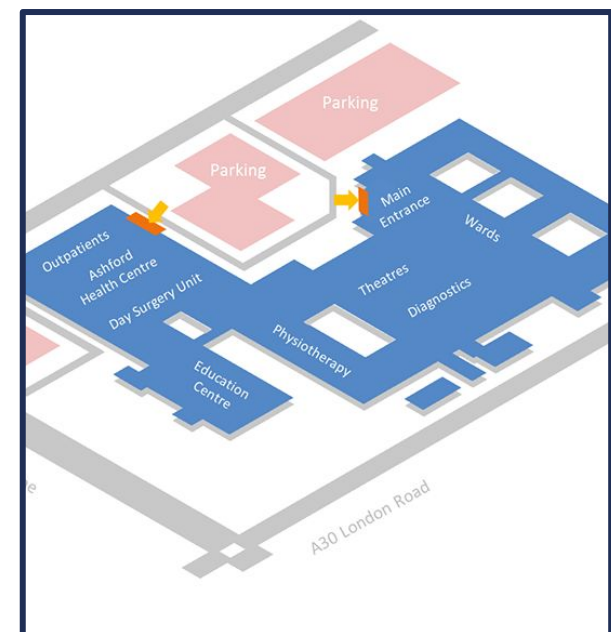 Parking
Parking
Main
Entrance
Wards
Outpatients
Ashford
Health Centre
Day Surgery Unit
Theatres
Diagnostics
Physiotherapy
Education
Centre
A30 London Road